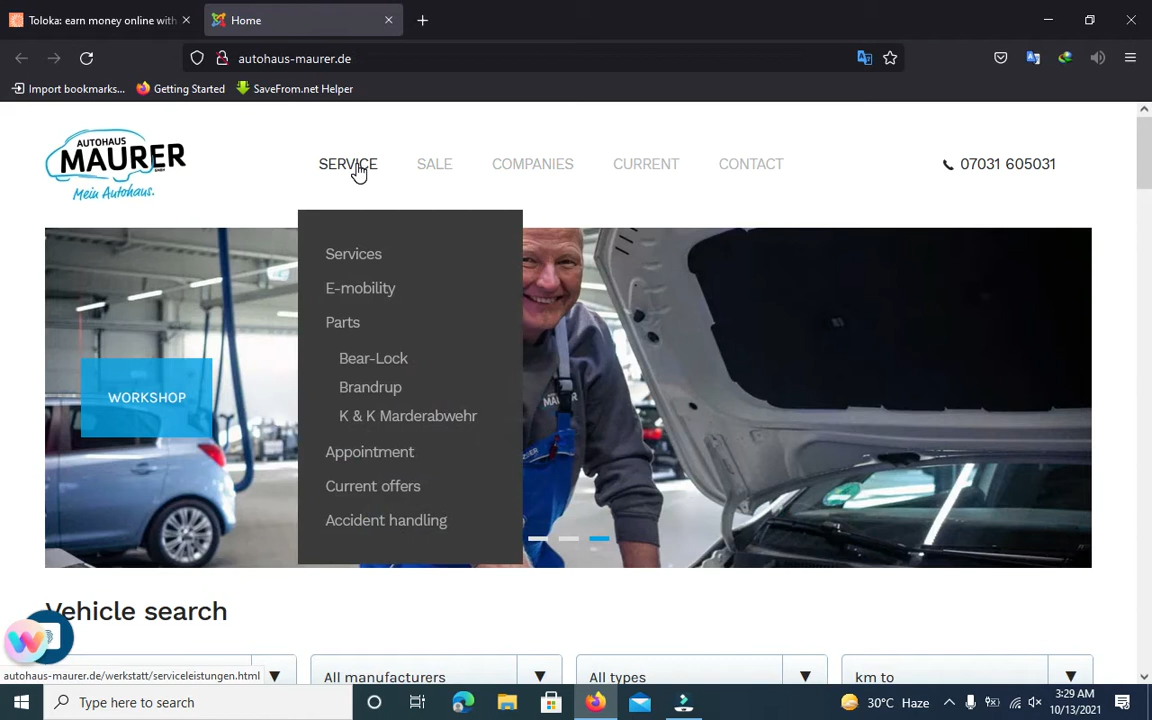 Toloka: earn money online with
Home
autohaus-maurer.de
Import bookmarks...
Getting Started
SaveFrom.net Helper
AUTOHAUS
MAURER
GMBH
Mein Autohaus.
SERVICE
SALE
COMPANIES
CURRENT
CONTACT
07031 605031
Services
E-mobility
Parts
Bear-Lock
Brandrup
K & K Marderabwehr
Appointment
Current offers
Accident handling
WORKSHOP
Vehicle search
All manufacturers
All types
km to
autohaus-maurer.de/werkstatt/serviceleistungen.html
Type here to search
30°C Haze
3:29 AM
10/13/2021